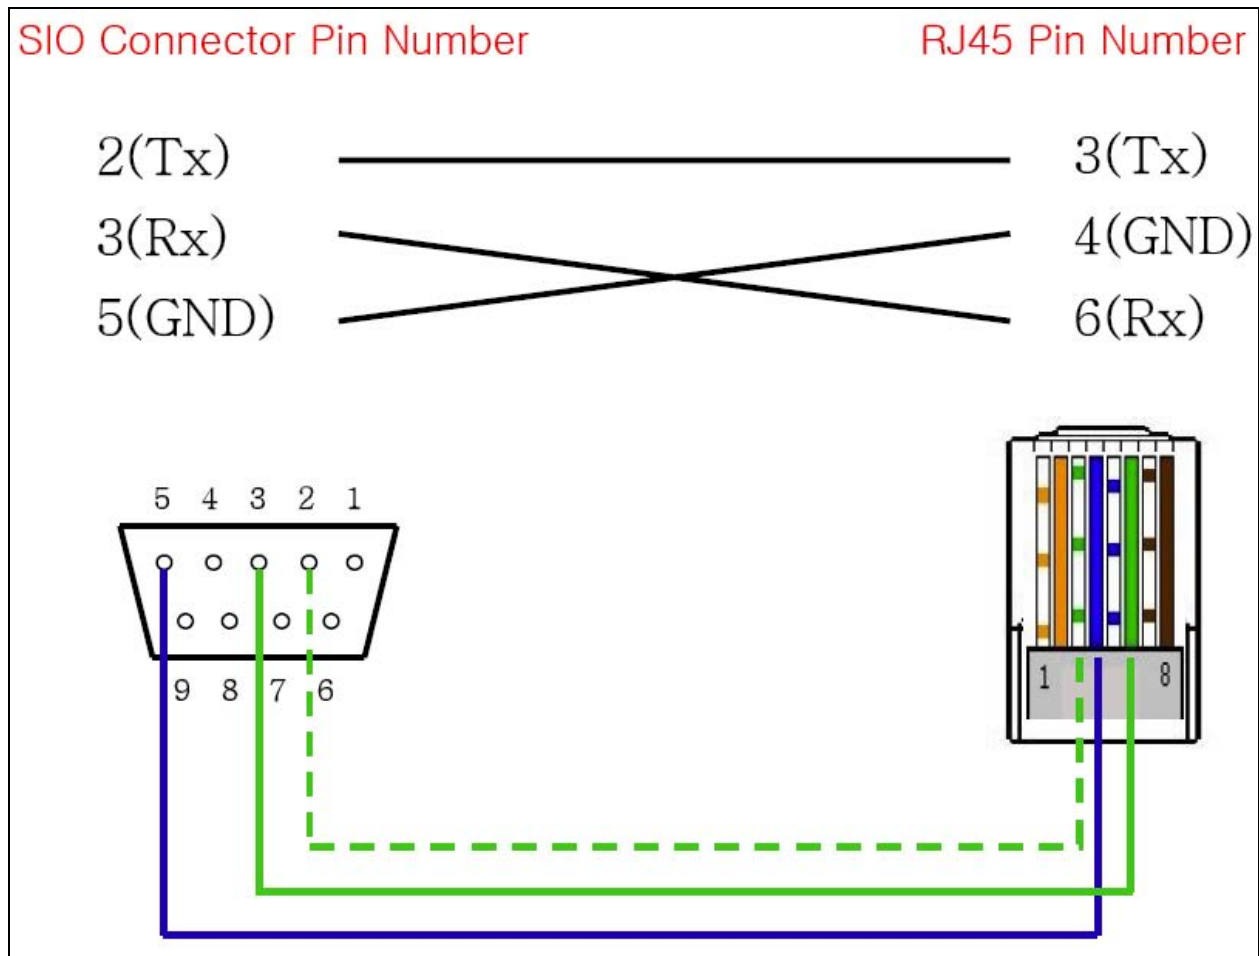 SIO Connector Pin Number RJ45 Pin Number
2(Tx) 3(Tx)
3(Rx) 4(GND)
5(GND) 6(Rx)
5 4 3 2 1
9 8 7 6
1 8